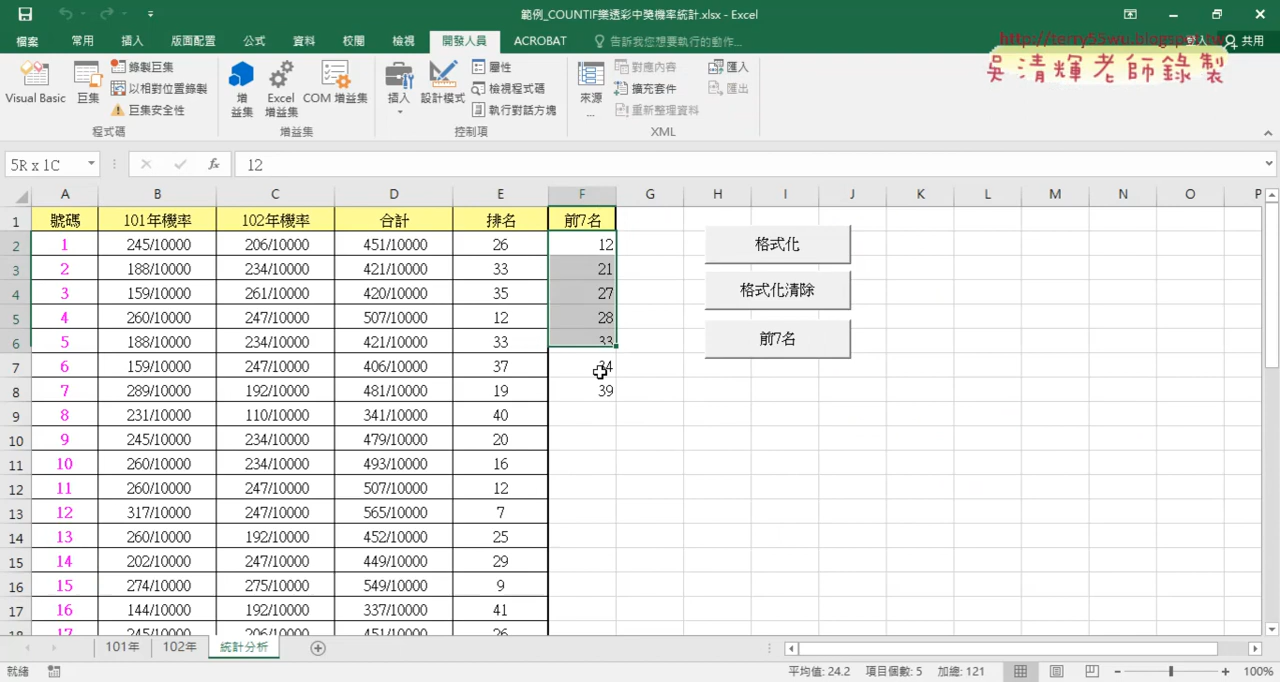 範例_COUNTIF樂透彩中獎機率統計.xlsx - Excel
檔案 常用 插入 版面配置 公式 資料 校閱 檢視 開發人員 ACROBAT 告訴我您想要執行的動作... 登入 共用
http://terry55wu.blogspot.tw
吳清輝老師錄製
Visual Basic 巨集 錄製巨集 以相對位置錄製 巨集安全性 程式碼
增益集 Excel 增益集 COM 增益集 增益集
插入 設計模式 屬性 檢視程式碼 執行對話方塊 控制項
來源... 對應內容 擴充套件 重新整理資料 匯入 匯出 XML
5R x 1C fx 12
A B C D E F G H I J K L M N O P
1 號碼 101年機率 102年機率 合計 排名 前7名
2 1 245/10000 206/10000 451/10000 26 12 格式化
3 2 188/10000 234/10000 421/10000 33 21
4 3 159/10000 261/10000 420/10000 35 27 格式化清除
5 4 260/10000 247/10000 507/10000 12 28
6 5 188/10000 234/10000 421/10000 33 33 前7名
7 6 159/10000 247/10000 406/10000 37 34
8 7 289/10000 192/10000 481/10000 19 39
9 8 231/10000 110/10000 341/10000 40
10 9 245/10000 234/10000 479/10000 20
11 10 260/10000 234/10000 493/10000 16
12 11 260/10000 247/10000 507/10000 12
13 12 317/10000 247/10000 565/10000 7
14 13 260/10000 192/10000 452/10000 25
15 14 202/10000 247/10000 449/10000 29
16 15 274/10000 275/10000 549/10000 9
17 16 144/10000 192/10000 337/10000 41
18 17 245/10000 206/10000 451/10000 26
101年 102年 統計分析
就緒 平均值: 24.2 項目個數: 5 加總: 121 100%